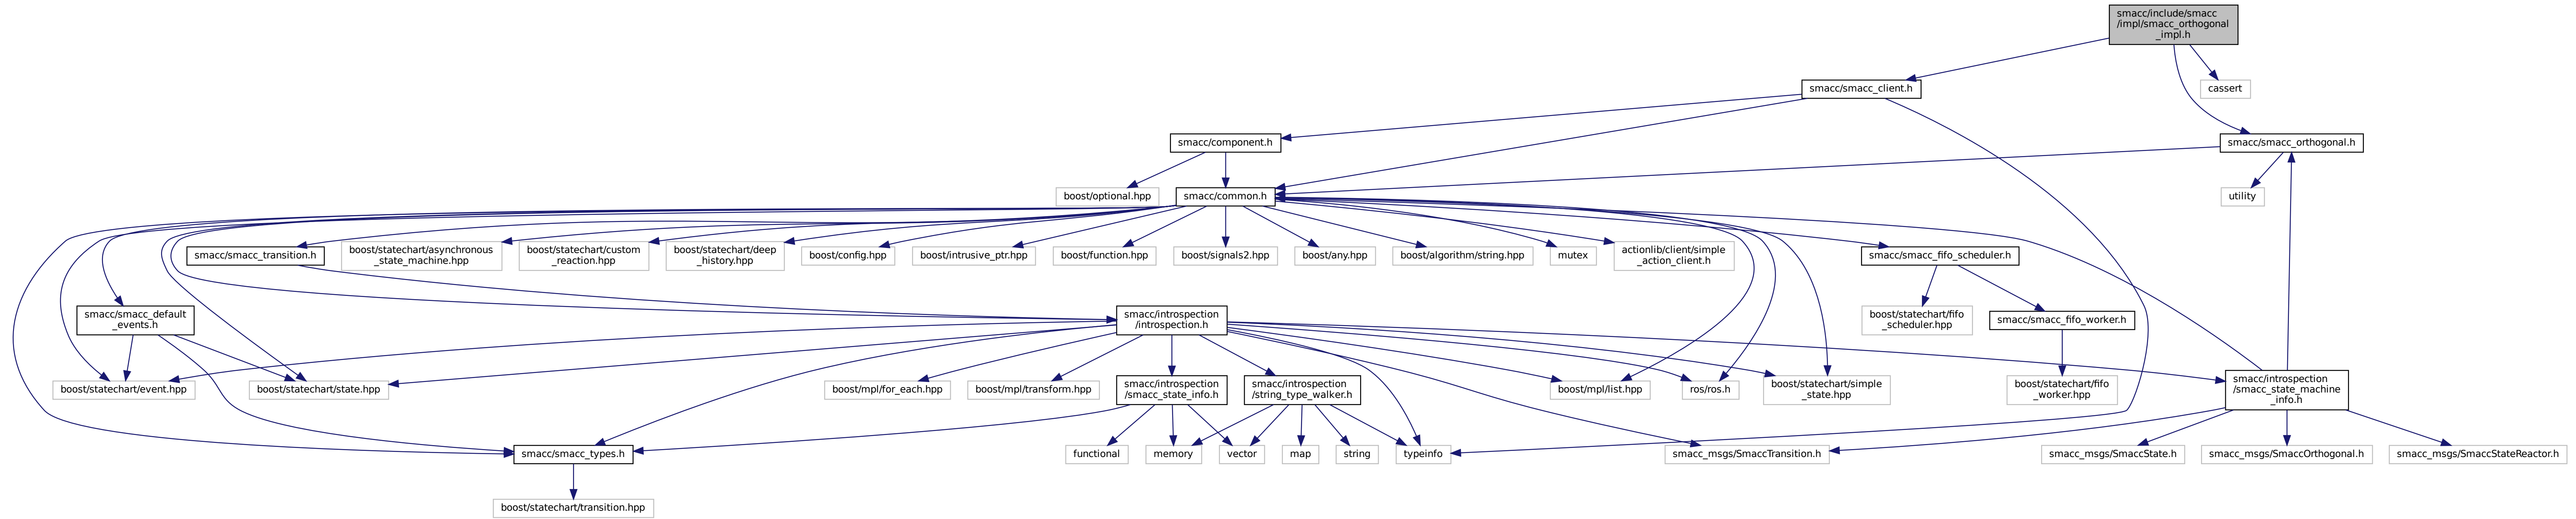 smacc/include/smacc
/impl/smacc_orthogonal
_impl.h
smacc/smacc_client.h
cassert
smacc/component.h
smacc/smacc_orthogonal.h
boost/optional.hpp
smacc/common.h
utility
smacc/smacc_transition.h
boost/statechart/asynchronous
_state_machine.hpp
boost/statechart/custom
_reaction.hpp
boost/statechart/deep
_history.hpp
boost/config.hpp
boost/intrusive_ptr.hpp
boost/function.hpp
boost/signals2.hpp
boost/any.hpp
boost/algorithm/string.hpp
mutex
actionlib/client/simple
_action_client.h
smacc/smacc_fifo_scheduler.h
smacc/smacc_default
_events.h
smacc/introspection
/introspection.h
boost/statechart/fifo
_scheduler.hpp
smacc/smacc_fifo_worker.h
boost/statechart/event.hpp
boost/statechart/state.hpp
boost/mpl/for_each.hpp
boost/mpl/transform.hpp
smacc/introspection
/smacc_state_info.h
smacc/introspection
/string_type_walker.h
boost/mpl/list.hpp
ros/ros.h
boost/statechart/simple
_state.hpp
boost/statechart/fifo
_worker.hpp
smacc/introspection
/smacc_state_machine
_info.h
smacc/smacc_types.h
functional
memory
vector
map
string
typeinfo
smacc_msgs/SmaccTransition.h
smacc_msgs/SmaccState.h
smacc_msgs/SmaccOrthogonal.h
smacc_msgs/SmaccStateReactor.h
boost/statechart/transition.hpp